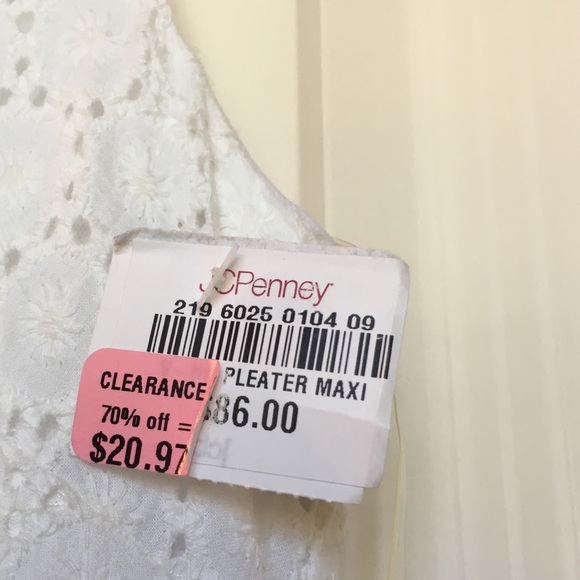 JCPenney
219 6025 0104 09
PLEATER MAXI
$86.00
CLEARANCE
70% off =
$20.97